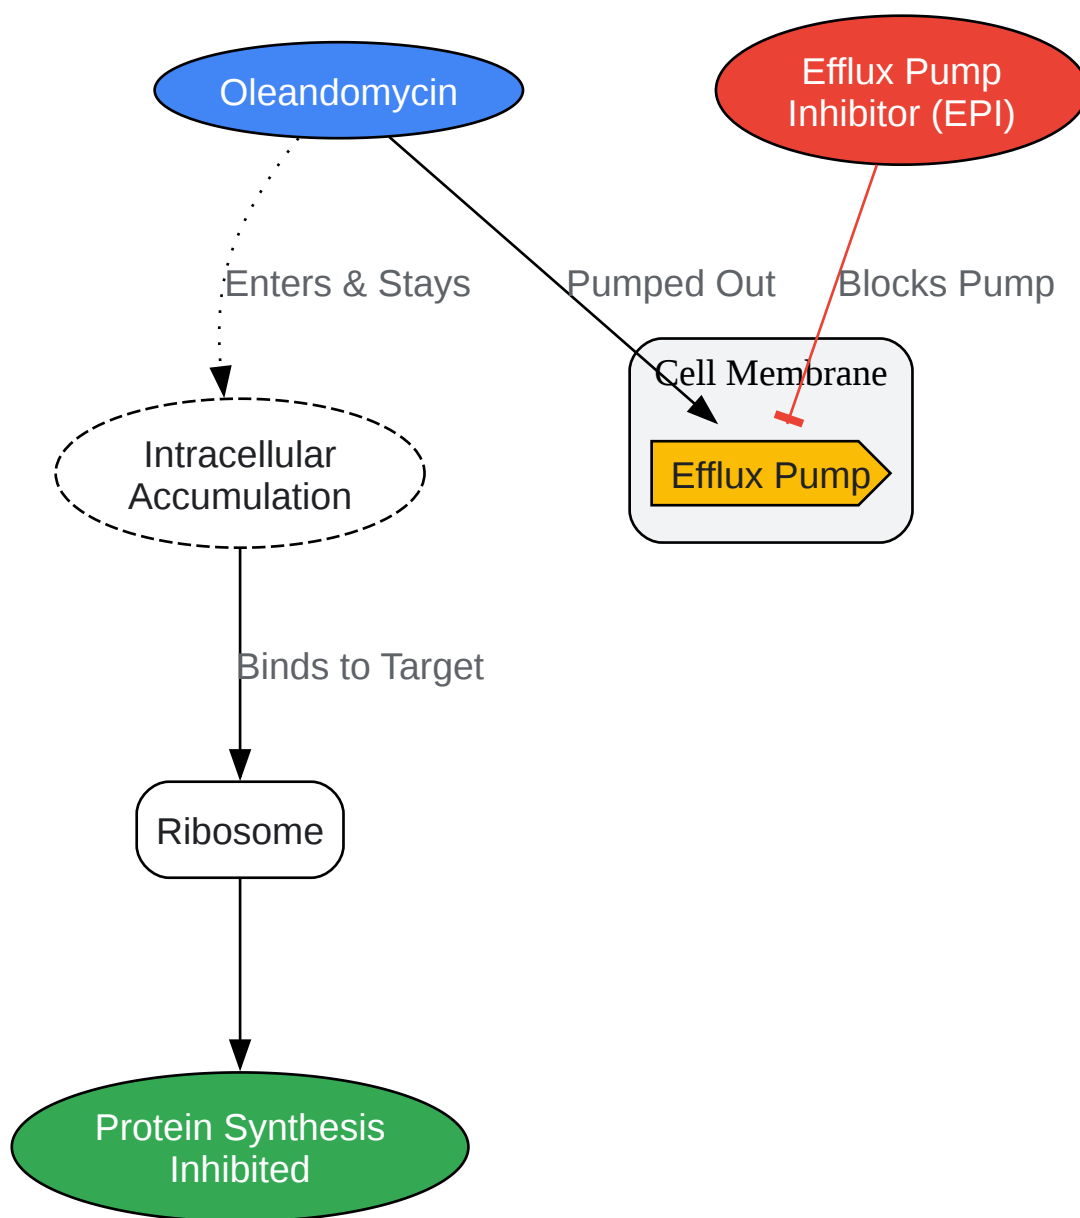 Oleandomycin
Efflux Pump
Inhibitor (EPI)
Enters & Stays
Pumped Out
Blocks Pump
Cell Membrane
Efflux Pump
Intracellular
Accumulation
Binds to Target
Ribosome
Protein Synthesis
Inhibited